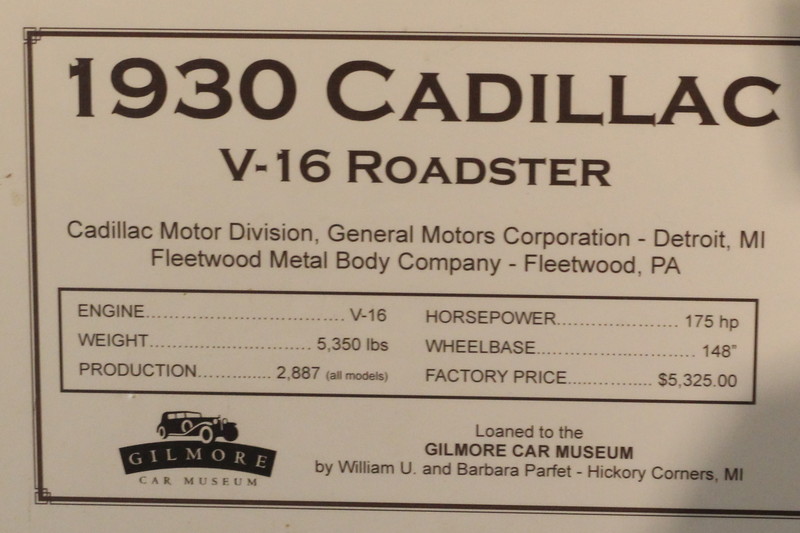 1930 CADILLAC
V-16 ROADSTER
Cadillac Motor Division, General Motors Corporation - Detroit, MI
Fleetwood Metal Body Company - Fleetwood, PA
ENGINE.......................................... V-16
WEIGHT.................................. 5,350 lbs
PRODUCTION............... 2,887 (all models)
HORSEPOWER......................... 175 hp
WHEELBASE................................. 148"
FACTORY PRICE................. $5,325.00
GILMORE
CAR MUSEUM
Loaned to the
GILMORE CAR MUSEUM
by William U. and Barbara Parfet - Hickory Corners, MI